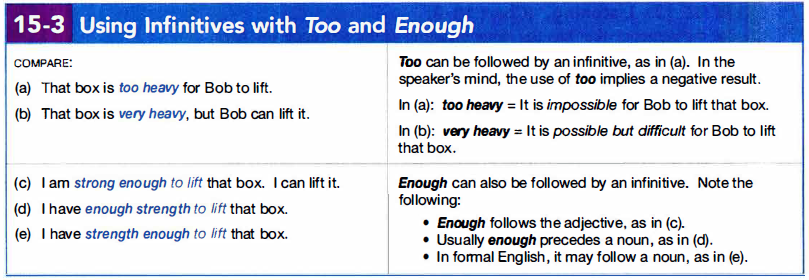 15-3 Using Infinitives with Too and Enough
COMPARE:
(a) That box is too heavy for Bob to lift.
(b) That box is very heavy, but Bob can lift it.
Too can be followed by an infinitive, as in (a). In the
speaker's mind, the use of too implies a negative result.
In (a): too heavy = It is impossible for Bob to lift that box.
In (b): very heavy = It is possible but difficult for Bob to lift
that box.
(c) I am strong enough to lift that box. I can lift it.
(d) I have enough strength to lift that box.
(e) I have strength enough to lift that box.
Enough can also be followed by an infinitive. Note the
following:
• Enough follows the adjective, as in (c).
• Usually enough precedes a noun, as in (d).
• In formal English, it may follow a noun, as in (e).